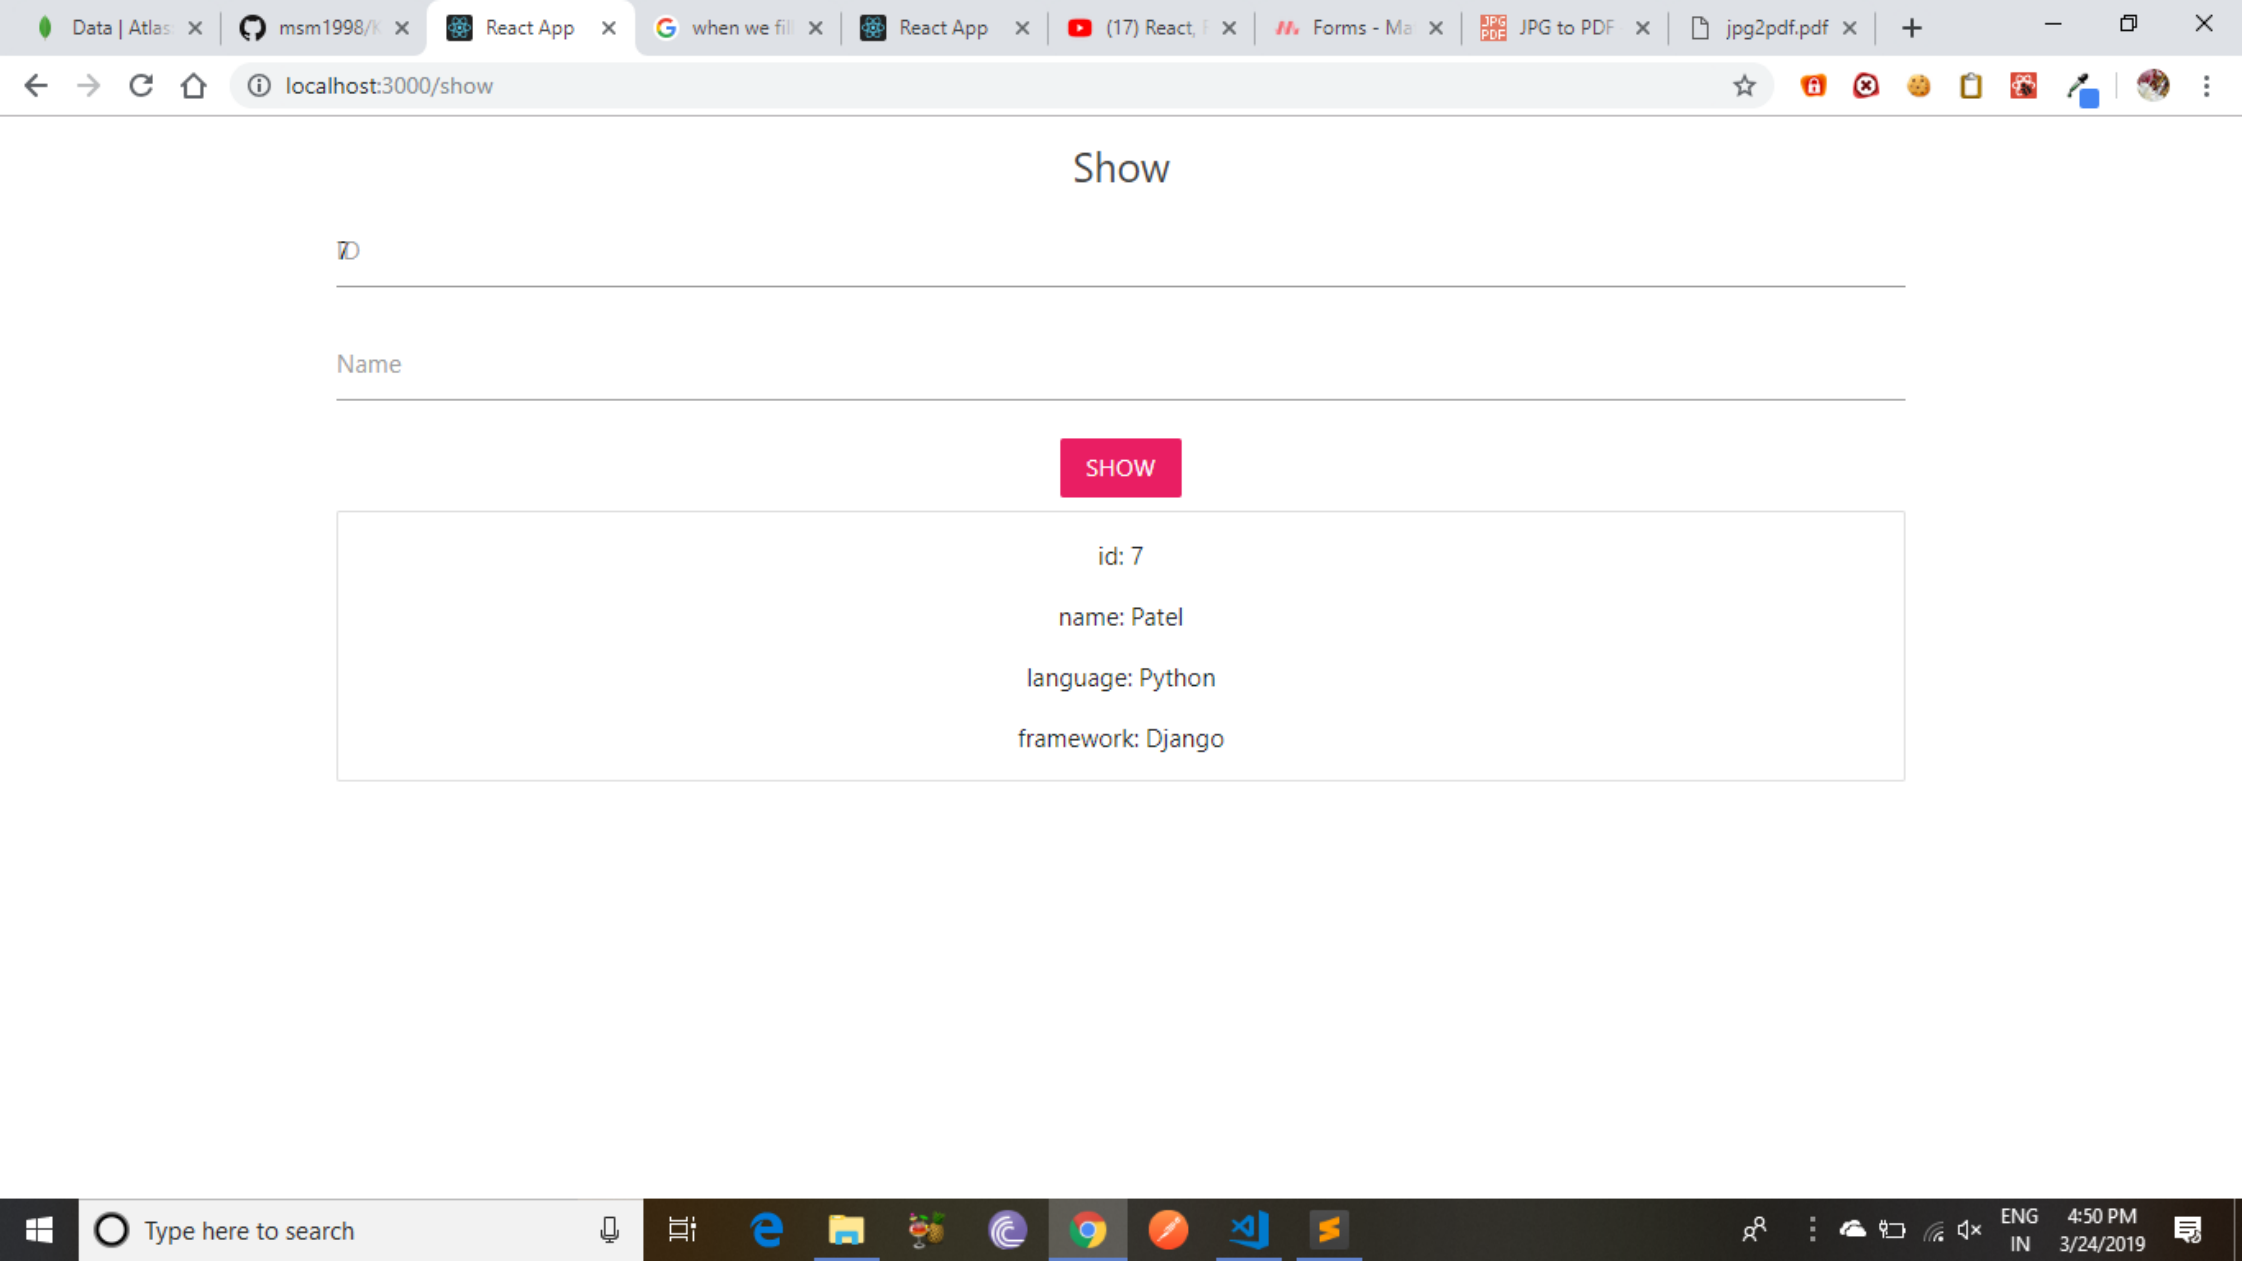 Data | Atlas:
msm1998/K
React App
when we fil
React App
(17) React, F
Forms - Ma
JPG to PDF
jpg2pdf.pdf
localhost:3000/show
Show
ID
7
Name
SHOW
id: 7
name: Patel
language: Python
framework: Django
Type here to search
ENG
IN
4:50 PM
3/24/2019